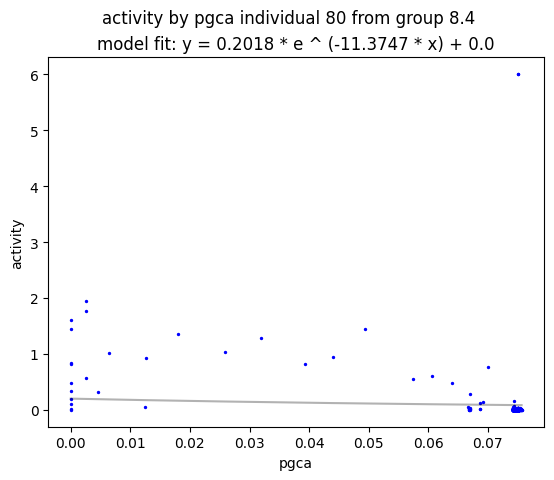 activity by pgca individual 80 from group 8.4
model fit: y = 0.2018 * e ^ (-11.3747 * x) + 0.0
6
5
4
3
2
1
0
activity
0.00 0.01 0.02 0.03 0.04 0.05 0.06 0.07
pgca